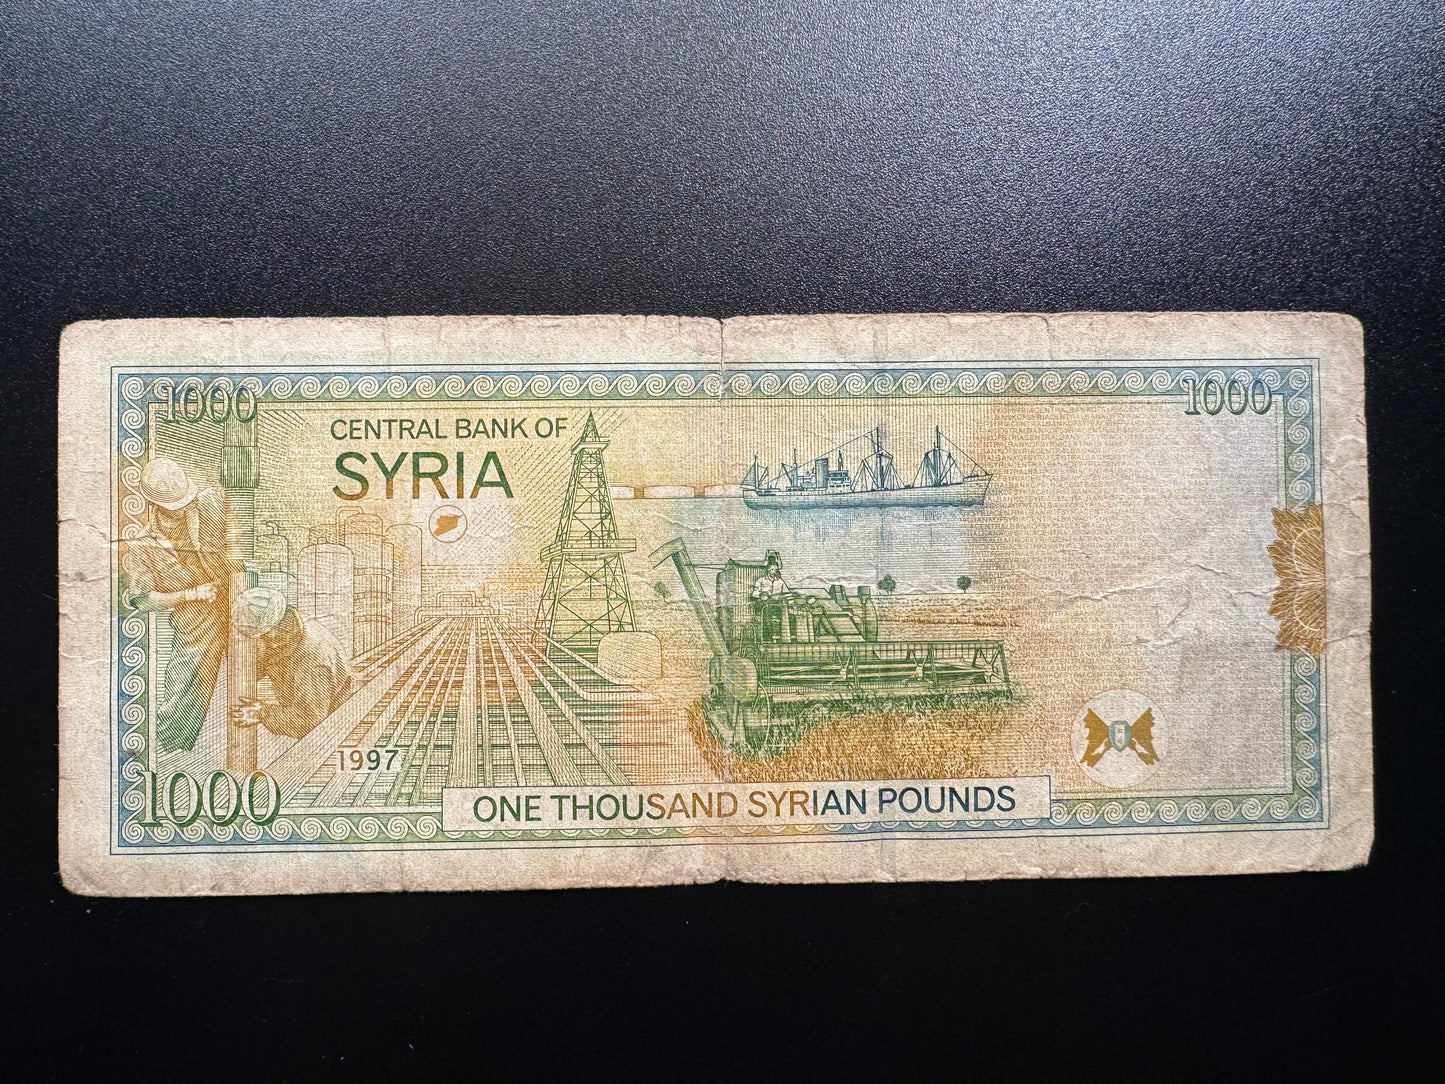 1000
1000
CENTRAL BANK OF
SYRIA
1997
1000
ONE THOUSAND SYRIAN POUNDS